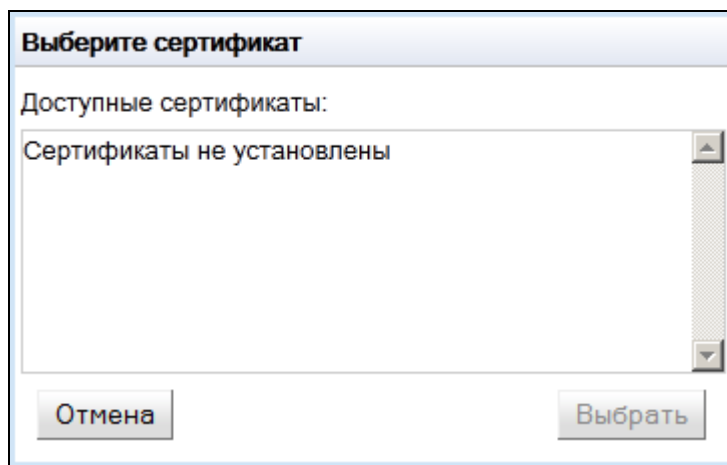 Выберите сертификат
Доступные сертификаты:
Сертификаты не установлены
Отмена
Выбрать